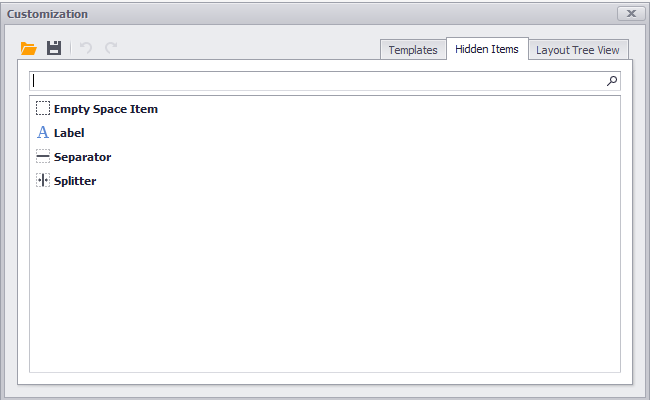 Customization
Templates
Hidden Items
Layout Tree View
Empty Space Item
A Label
Separator
Splitter